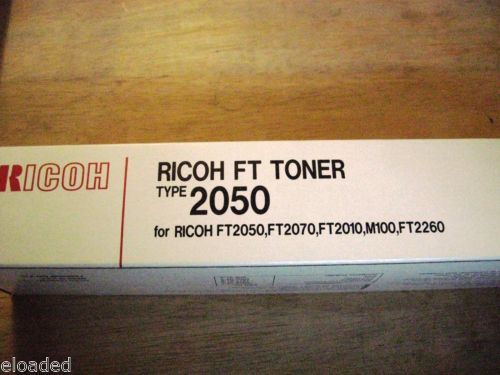 RICOH
RICOH FT TONER
TYPE 2050
for RICOH FT2050,FT2070,FT2010,M100,FT2260
eloaded